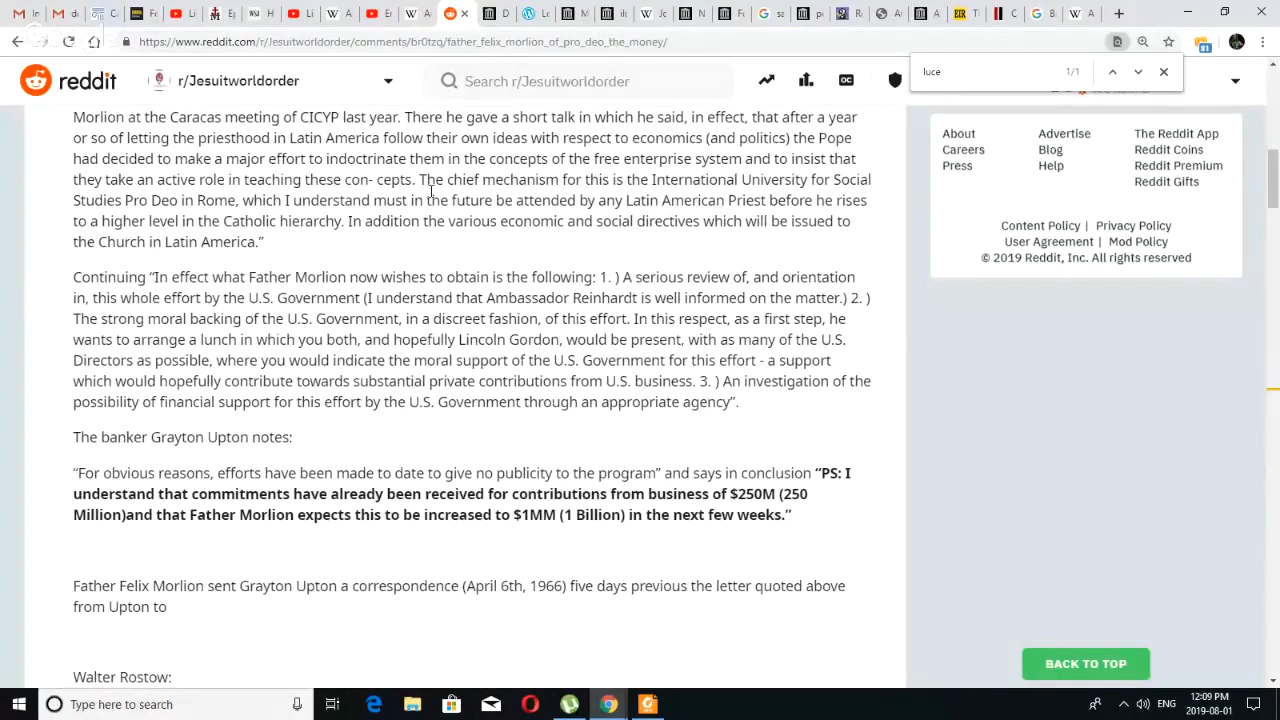 https://www.reddit.com/r/Jesuitworldorder/comments/br0tzq/father_felix_morlion_of_pro_deo_the_money/
luce 1/1
reddit r/Jesuitworldorder Search r/Jesuitworldorder
Morlion at the Caracas meeting of CICYP last year. There he gave a short talk in which he said, in effect, that after a year
or so of letting the priesthood in Latin America follow their own ideas with respect to economics (and politics) the Pope
had decided to make a major effort to indoctrinate them in the concepts of the free enterprise system and to insist that
they take an active role in teaching these con- cepts. The chief mechanism for this is the International University for Social
Studies Pro Deo in Rome, which I understand must in the future be attended by any Latin American Priest before he rises
to a higher level in the Catholic hierarchy. In addition the various economic and social directives which will be issued to
the Church in Latin America.”
Continuing “In effect what Father Morlion now wishes to obtain is the following: 1. ) A serious review of, and orientation
in, this whole effort by the U.S. Government (I understand that Ambassador Reinhardt is well informed on the matter.) 2. )
The strong moral backing of the U.S. Government, in a discreet fashion, of this effort. In this respect, as a first step, he
wants to arrange a lunch in which you both, and hopefully Lincoln Gordon, would be present, with as many of the U.S.
Directors as possible, where you would indicate the moral support of the U.S. Government for this effort - a support
which would hopefully contribute towards substantial private contributions from U.S. business. 3. ) An investigation of the
possibility of financial support for this effort by the U.S. Government through an appropriate agency”.
The banker Grayton Upton notes:
“For obvious reasons, efforts have been made to date to give no publicity to the program” and says in conclusion “PS: I
understand that commitments have already been received for contributions from business of $250M (250
Million)and that Father Morlion expects this to be increased to $1MM (1 Billion) in the next few weeks.”
Father Felix Morlion sent Grayton Upton a correspondence (April 6th, 1966) five days previous the letter quoted above
from Upton to
Walter Rostow:
About Advertise The Reddit App
Careers Blog Reddit Coins
Press Help Reddit Premium
Reddit Gifts
Content Policy | Privacy Policy
User Agreement | Mod Policy
© 2019 Reddit, Inc. All rights reserved
BACK TO TOP
Type here to search
ENG
12:09 PM
2019-08-01